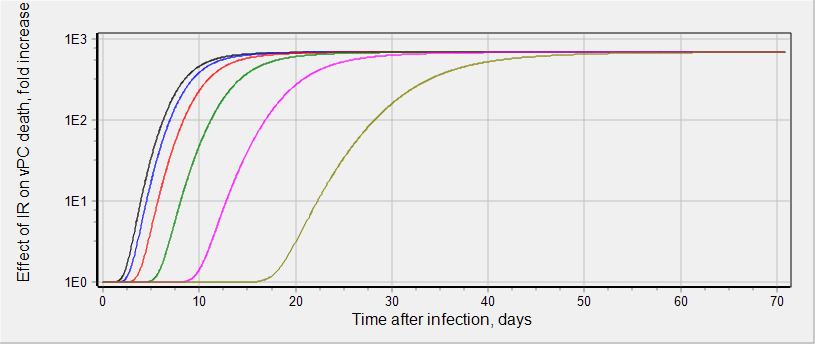 Effect of IR on vPC death, fold increase
1E3
1E2
1E1
1E0
0 10 20 30 40 50 60 70
Time after infection, days